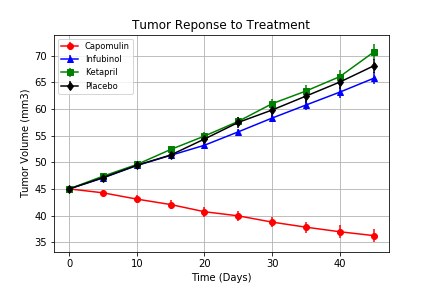 Tumor Reponse to Treatment
Capomulin
Infubinol
Ketapril
Placebo
Tumor Volume (mm3)
70
65
60
55
50
45
40
35
0
10
20
30
40
Time (Days)